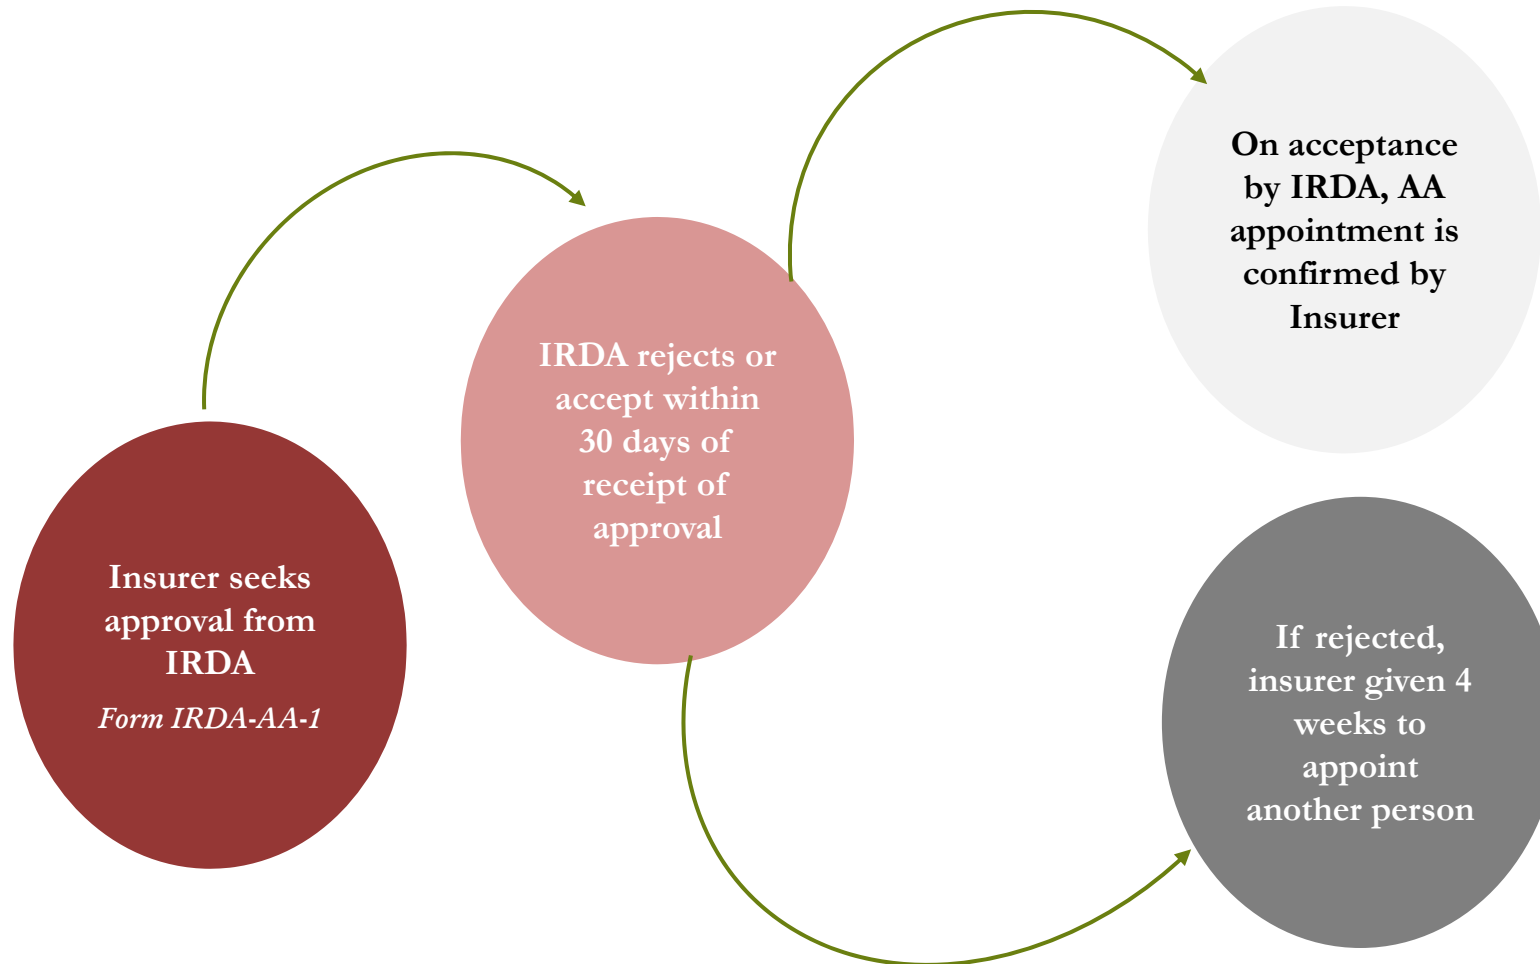 Insurer seeks
approval from
IRDA
Form IRDA-AA-1
IRDA rejects or
accept within
30 days of
receipt of
approval
On acceptance
by IRDA, AA
appointment is
confirmed by
Insurer
If rejected,
insurer given 4
weeks to
appoint
another person